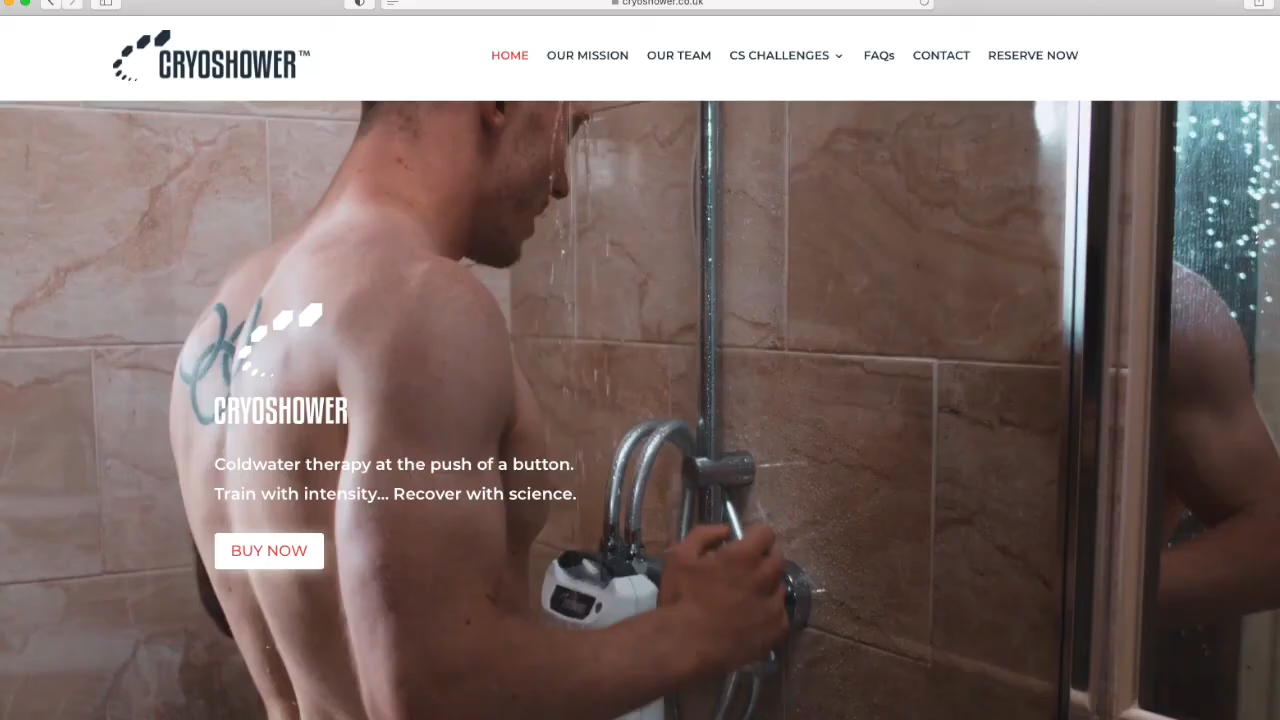 cryoshower.co.uk
CRYOSHOWER™
HOME OUR MISSION OUR TEAM CS CHALLENGES FAQs CONTACT RESERVE NOW
CRYOSHOWER
Coldwater therapy at the push of a button.
Train with intensity... Recover with science.
BUY NOW